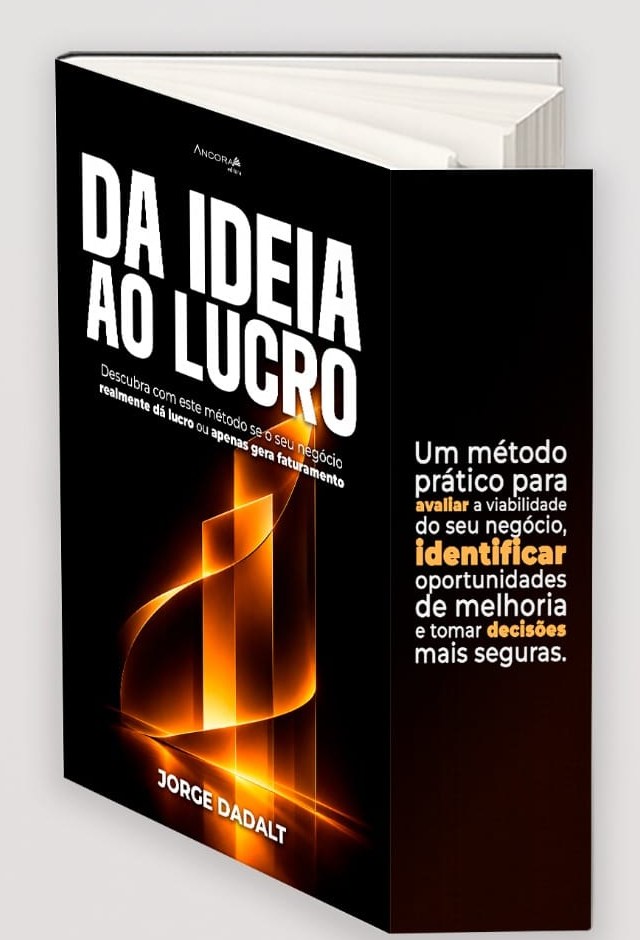 ANCORA
editora
DA IDEIA
AO LUCRO
Descubra com este método se o seu negócio
realmente dá lucro ou apenas gera faturamento
JORGE DADALT
Um método
prático para
avaliar a viabilidade
do seu negócio,
identificar
oportunidades
de melhoria
e tomar decisões
mais seguras.